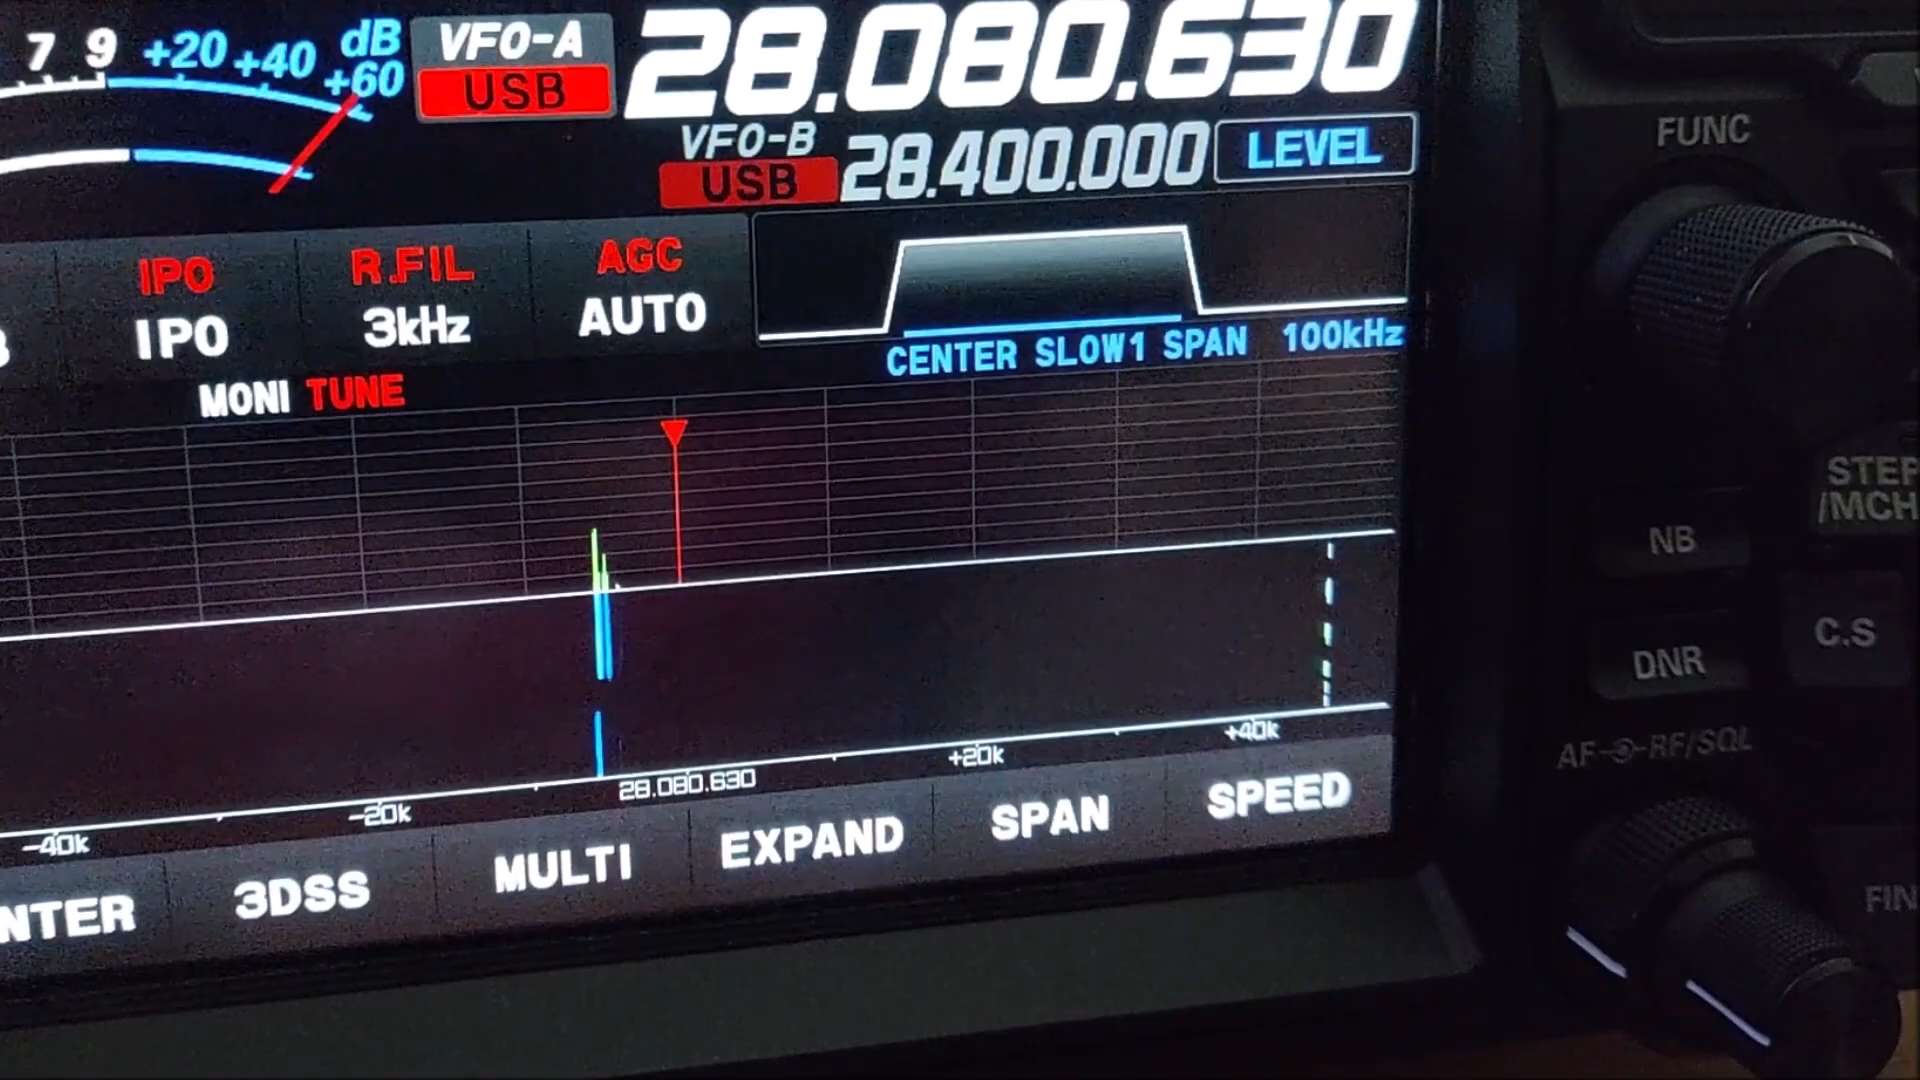 7 9 +20 +40 +60 dB
VFO-A
USB
28.080.630
VFO-B
USB
28.400.000
LEVEL
IPO
IPO
R.FIL
3kHz
AGC
AUTO
CENTER SLOW1 SPAN 100kHz
MONI TUNE
-40k -20k 28.080.630 +20k +40k
NTER 3DSS MULTI EXPAND SPAN SPEED
FUNC
STEP
/MCH
NB
DNR
C.S
AF RF/SQL
FIN